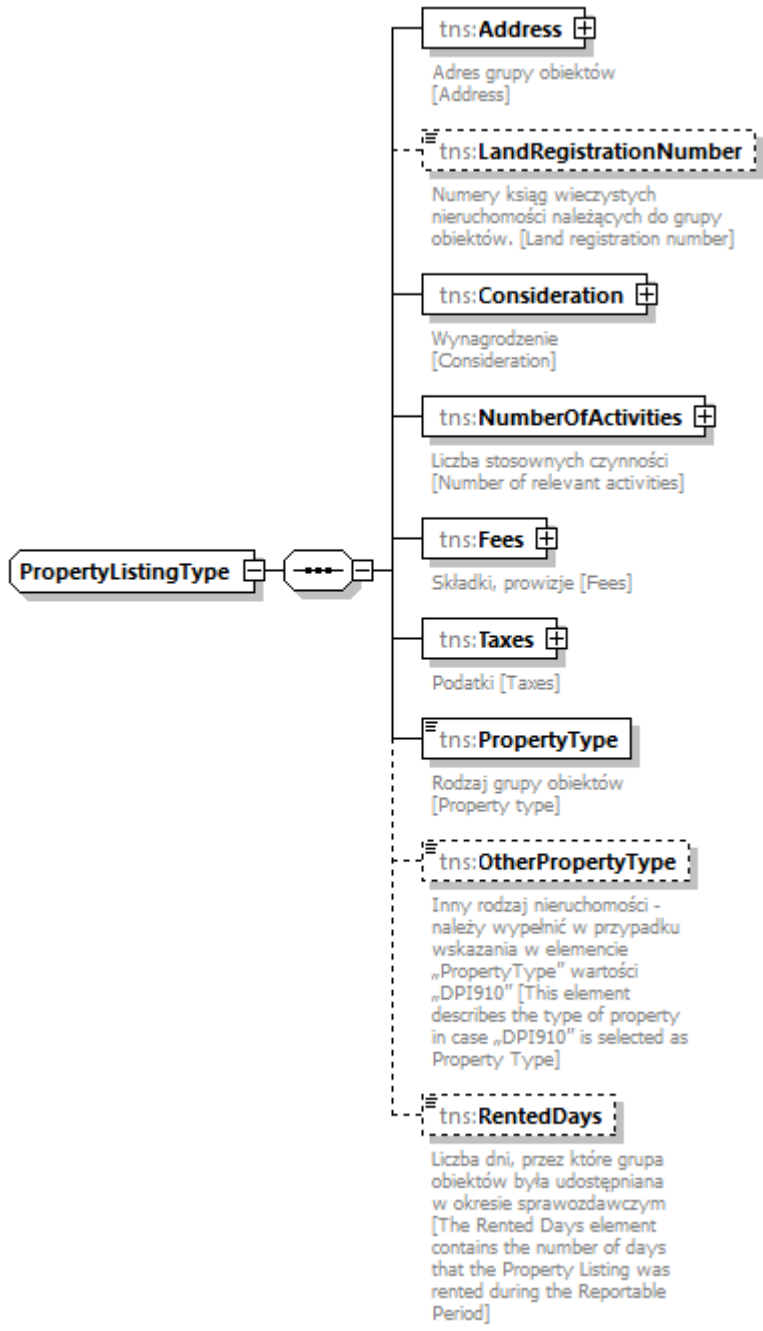 tns:Address
Adres grupy obiektów
[Address]
tns:LandRegistrationNumber
Numery ksiąg wieczystych
nieruchomości należących do grupy
obiektów. [Land registration number]
tns:Consideration
Wynagrodzenie
[Consideration]
tns:NumberOfActivities
Liczba stosownych czynności
[Number of relevant activities]
PropertyListingType
tns:Fees
Składki, prowizje [Fees]
tns:Taxes
Podatki [Taxes]
tns:PropertyType
Rodzaj grupy obiektów
[Property type]
tns:OtherPropertyType
Inny rodzaj nieruchomości -
należy wypełnić w przypadku
wskazania w elemencie
„PropertyType” wartości
„DPI910” [This element
describes the type of property
in case „DPI910” is selected as
Property Type]
tns:RentedDays
Liczba dni, przez które grupa
obiektów była udostępniana
w okresie sprawozdawczym
[The Rented Days element
contains the number of days
that the Property Listing was
rented during the Reportable
Period]